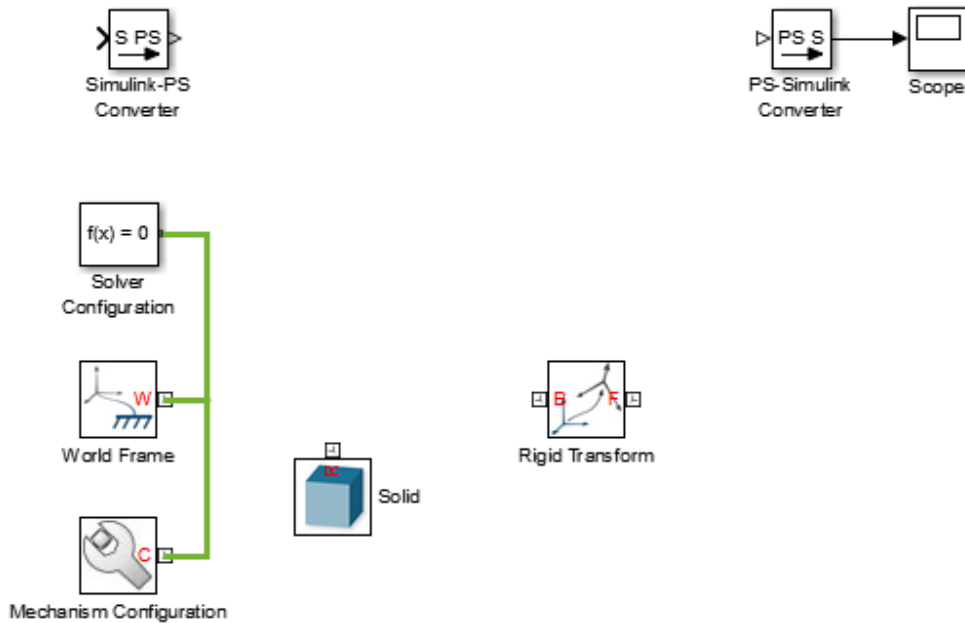 S PS
Simulink-PS
Converter
PS S
PS-Simulink
Converter
Scope
f(x) = 0
Solver
Configuration
W
World Frame
R
Solid
B
F
Rigid Transform
C
Mechanism Configuration